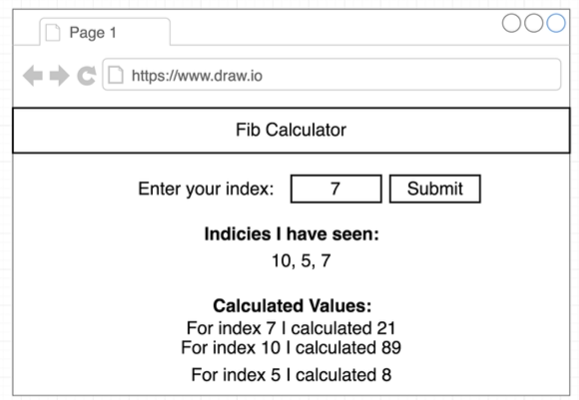 Page 1
https://www.draw.io
Fib Calculator
Enter your index: 7 Submit
Indicies I have seen:
10, 5, 7
Calculated Values:
For index 7 I calculated 21
For index 10 I calculated 89
For index 5 I calculated 8